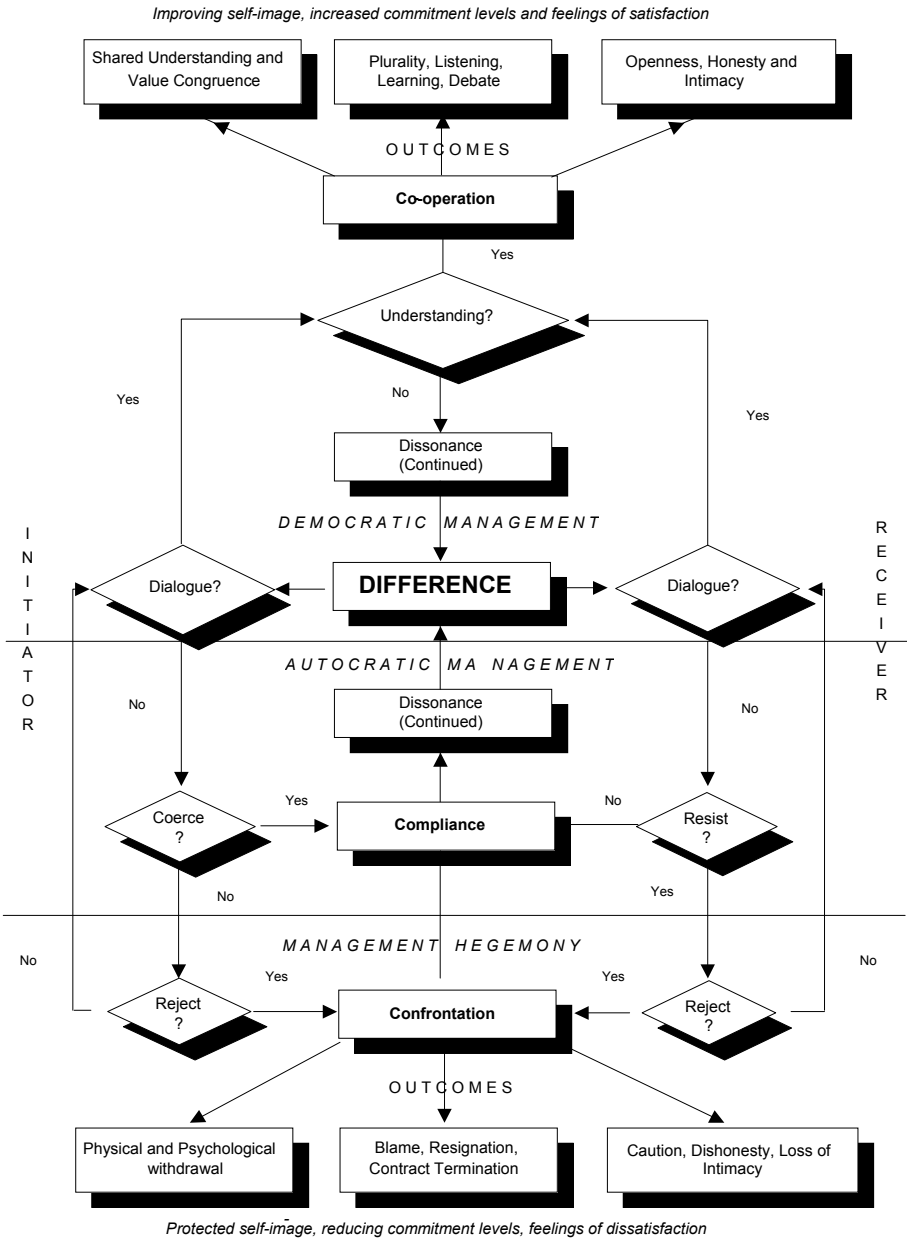 Improving self-image, increased commitment levels and feelings of satisfaction
Shared Understanding and
Value Congruence
Plurality, Listening,
Learning, Debate
Openness, Honesty and
Intimacy
OUTCOMES
Co-operation
Yes
Understanding?
No
Yes
Yes
Dissonance
(Continued)
DEMOCRATIC MANAGEMENT
INITIATOR
RECEIVER
Dialogue?
DIFFERENCE
Dialogue?
AUTOCRATIC MA NAGEMENT
No
Dissonance
(Continued)
No
Coerce
?
Yes
Compliance
No
Resist
?
No
Yes
MANAGEMENT HEGEMONY
No
Reject
?
Yes
Confrontation
Yes
Reject
?
No
OUTCOMES
Physical and Psychological
withdrawal
Blame, Resignation,
Contract Termination
Caution, Dishonesty, Loss of
Intimacy
Protected self-image, reducing commitment levels, feelings of dissatisfaction